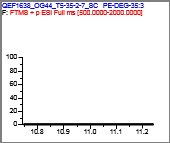 QEF1638_OG44_T5-35-2-7_SC PE-DEG-35:3
F: FTMS + p ESI Full ms [500.0000-2000.0000]
100
80
60
40
20
0
10.8 10.9 11.0 11.1 11.2